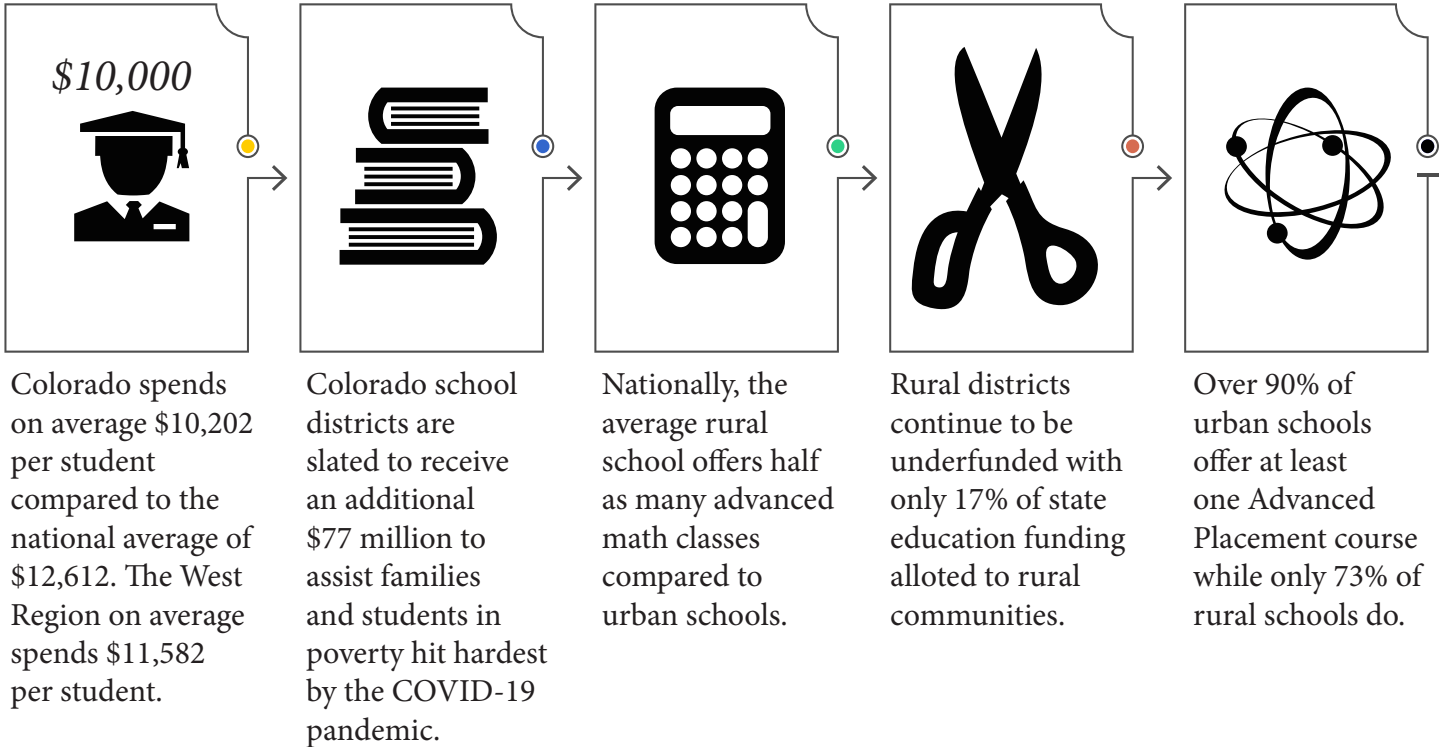 $10,000
Colorado spends
on average $10,202
per student
compared to the
national average of
$12,612. The West
Region on average
spends $11,582
per student.
Colorado school
districts are
slated to receive
an additional
$77 million to
assist families
and students in
poverty hit hardest
by the COVID-19
pandemic.
Nationally, the
average rural
school offers half
as many advanced
math classes
compared to
urban schools.
Rural districts
continue to be
underfunded with
only 17% of state
education funding
alloted to rural
communities.
Over 90% of
urban schools
offer at least
one Advanced
Placement course
while only 73% of
rural schools do.